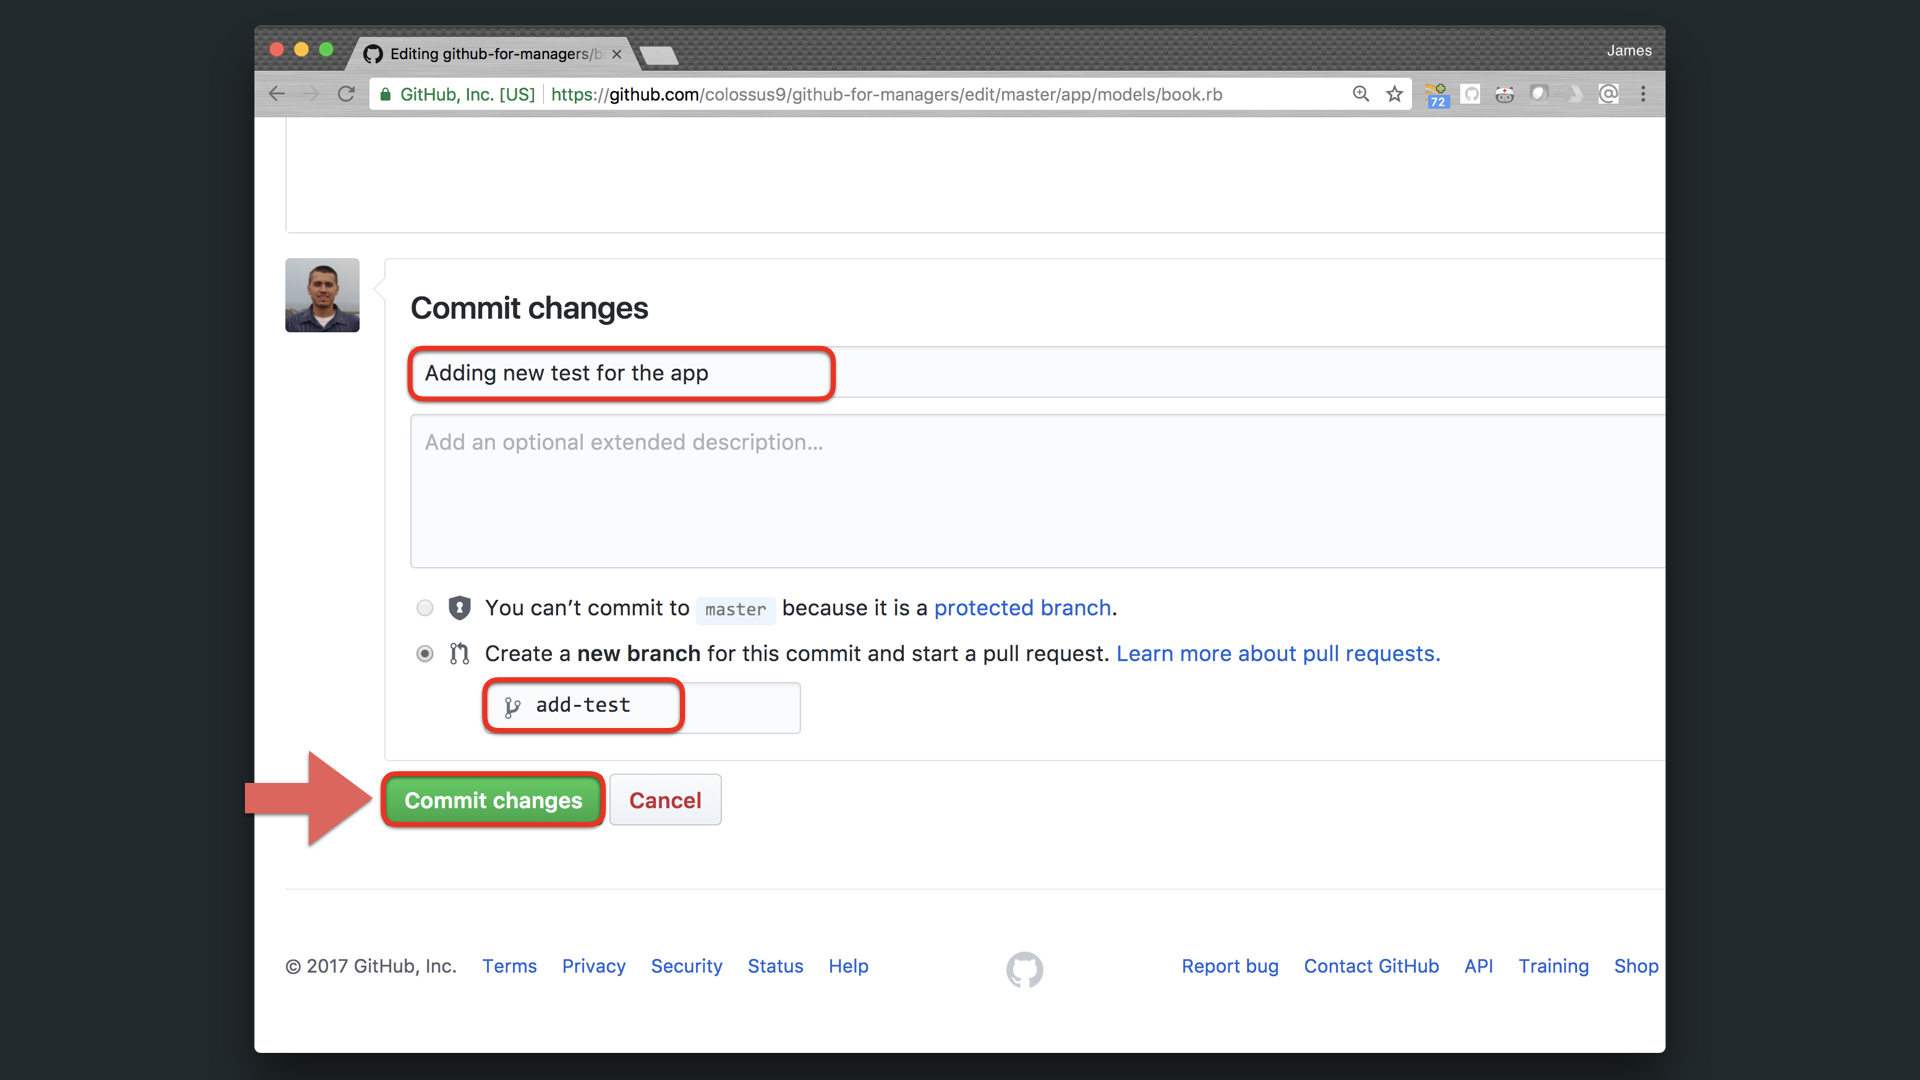 Editing github-for-managers/b
James
GitHub, Inc. [US] https://github.com/colossus9/github-for-managers/edit/master/app/models/book.rb
72
Commit changes
Adding new test for the app
Add an optional extended description...
You can’t commit to master because it is a protected branch.
Create a new branch for this commit and start a pull request. Learn more about pull requests.
add-test
Commit changes Cancel
© 2017 GitHub, Inc. Terms Privacy Security Status Help Report bug Contact GitHub API Training Shop